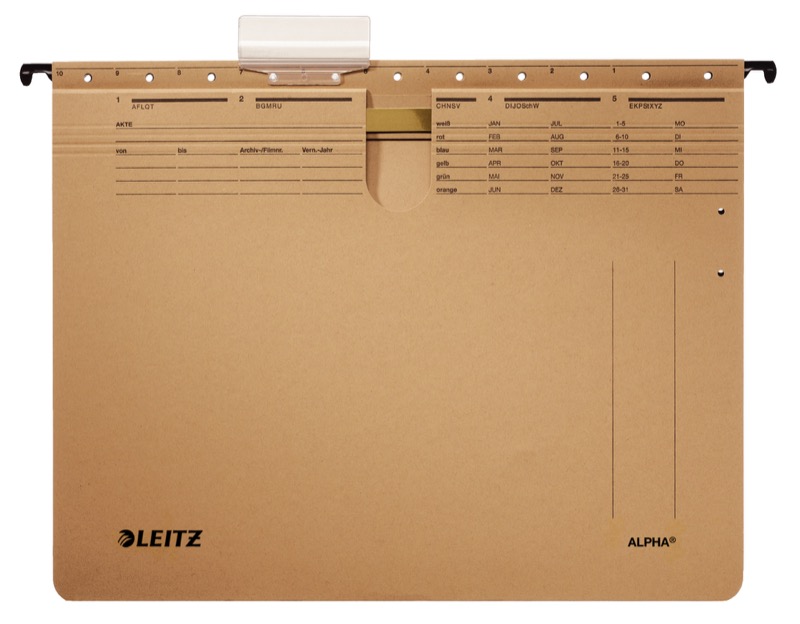 10 9 8 7 4 3 2 1
1 2 4 5
AFLQT BGMRU CHNSV DIJOSchW EKPStXYZ
AKTE weiß JAN JUL 1-5 MO
rot FEB AUG 6-10 DI
von bis Archiv-/Filmnr. Vern.-Jahr blau MAR SEP 11-15 MI
gelb APR OKT 16-20 DO
grün MAI NOV 21-25 FR
orange JUN DEZ 26-31 SA
LEITZ
ALPHA®